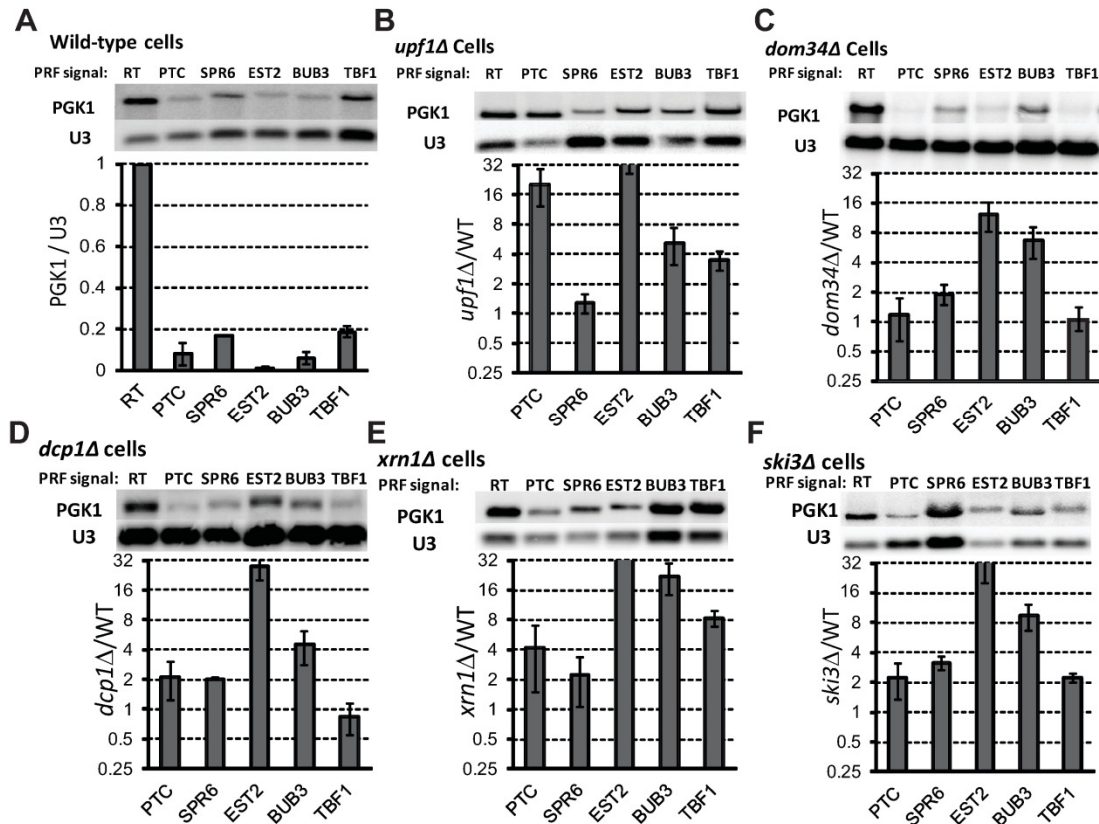 A
Wild-type cells
PRF signal: RT PTC SPR6 EST2 BUB3 TBF1
PGK1
U3
PGK1 / U3
1
0.8
0.6
0.4
0.2
0
RT PTC SPR6 EST2 BUB3 TBF1
B
upf1Δ Cells
PRF signal: RT PTC SPR6 EST2 BUB3 TBF1
PGK1
U3
upf1Δ/WT
32
16
8
4
2
1
0.5
0.25
PTC SPR6 EST2 BUB3 TBF1
C
dom34Δ Cells
PRF signal: RT PTC SPR6 EST2 BUB3 TBF1
PGK1
U3
dom34Δ/WT
32
16
8
4
2
1
0.5
0.25
PTC SPR6 EST2 BUB3 TBF1
D
dcp1Δ cells
PRF signal: RT PTC SPR6 EST2 BUB3 TBF1
PGK1
U3
dcp1Δ/WT
32
16
8
4
2
1
0.5
0.25
PTC SPR6 EST2 BUB3 TBF1
E
xrn1Δ cells
PRF signal: RT PTC SPR6 EST2 BUB3 TBF1
PGK1
U3
xrn1Δ/WT
32
16
8
4
2
1
0.5
0.25
PTC SPR6 EST2 BUB3 TBF1
F
ski3Δ cells
PRF signal: RT PTC SPR6 EST2 BUB3 TBF1
PGK1
U3
ski3Δ/WT
32
16
8
4
2
1
0.5
0.25
PTC SPR6 EST2 BUB3 TBF1